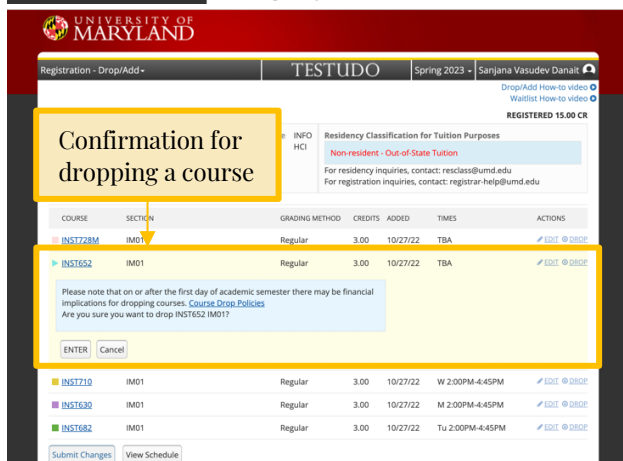 UNIVERSITY OF
MARYLAND
Registration - Drop/Add
TESTUDO
Spring 2023
Sanjana Vasudev Danait
Drop/Add How-to video
Waitlist How-to video
REGISTERED 15.00 CR
Confirmation for
dropping a course
INFO
HCI
Residency Classification for Tuition Purposes
Non-resident - Out-of-State Tuition
For residency inquiries, contact: resclass@umd.edu
For registration inquiries, contact: registrar-help@umd.edu
COURSE SECTION GRADING METHOD CREDITS ADDED TIMES ACTIONS
INST728M IM01 Regular 3.00 10/27/22 TBA EDIT DROP
INST652 IM01 Regular 3.00 10/27/22 TBA EDIT DROP
Please note that on or after the first day of academic semester there may be financial
implications for dropping courses. Course Drop Policies
Are you sure you want to drop INST652 IM01?
ENTER Cancel
INST710 IM01 Regular 3.00 10/27/22 W 2:00PM-4:45PM EDIT DROP
INST630 IM01 Regular 3.00 10/27/22 M 2:00PM-4:45PM EDIT DROP
INST682 IM01 Regular 3.00 10/27/22 Tu 2:00PM-4:45PM EDIT DROP
Submit Changes View Schedule